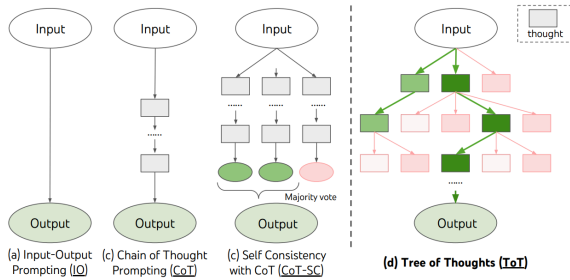 Input
Input
Input
Input
thought
......
......
......
......
......
Majority vote
......
Output
Output
Output
Output
(a) Input-Output
Prompting (IO)
(c) Chain of Thought
Prompting (CoT)
(c) Self Consistency
with CoT (CoT-SC)
(d) Tree of Thoughts (ToT)